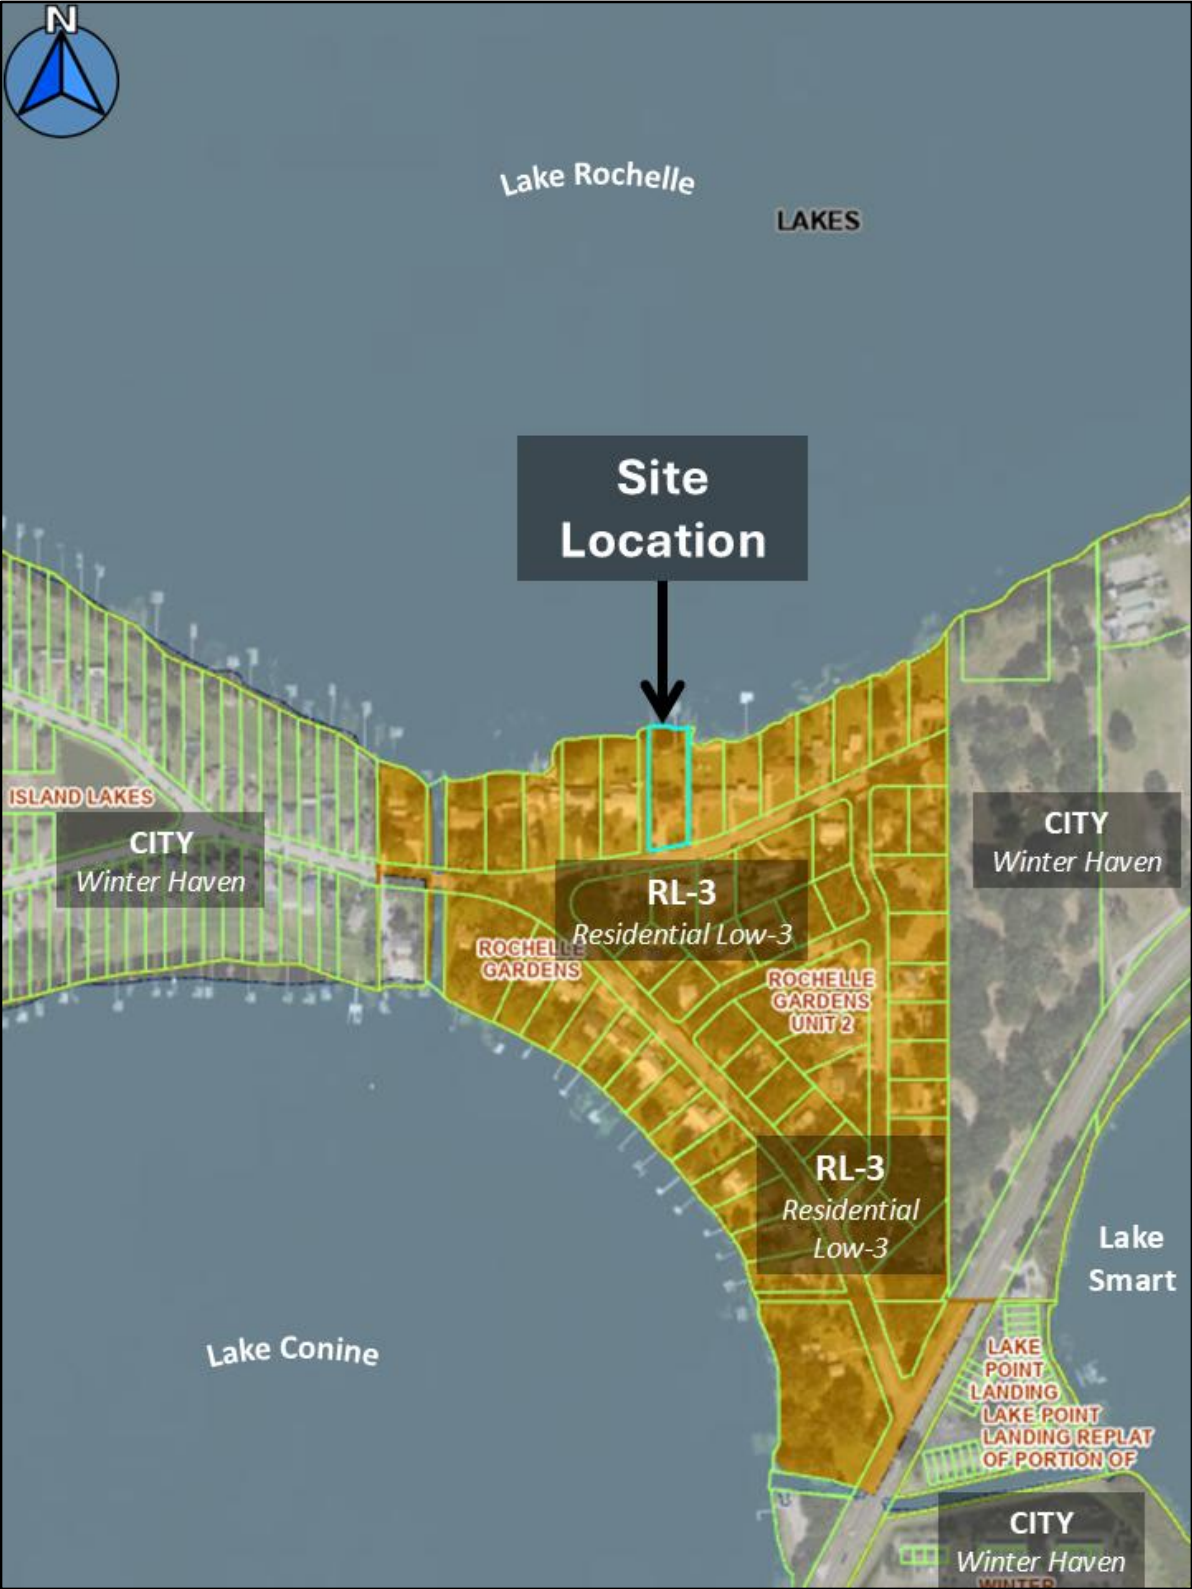 N
Lake Rochelle
LAKES
Site
Location
ISLAND LAKES
CITY
Winter Haven
CITY
Winter Haven
RL-3
Residential Low-3
ROCHELLE
GARDENS
ROCHELLE
GARDENS
UNIT 2
RL-3
Residential
Low-3
Lake
Smart
Lake Conine
LAKE
POINT
LANDING
LAKE POINT
LANDING REPLAT
OF PORTION OF
CITY
Winter Haven
WINTER